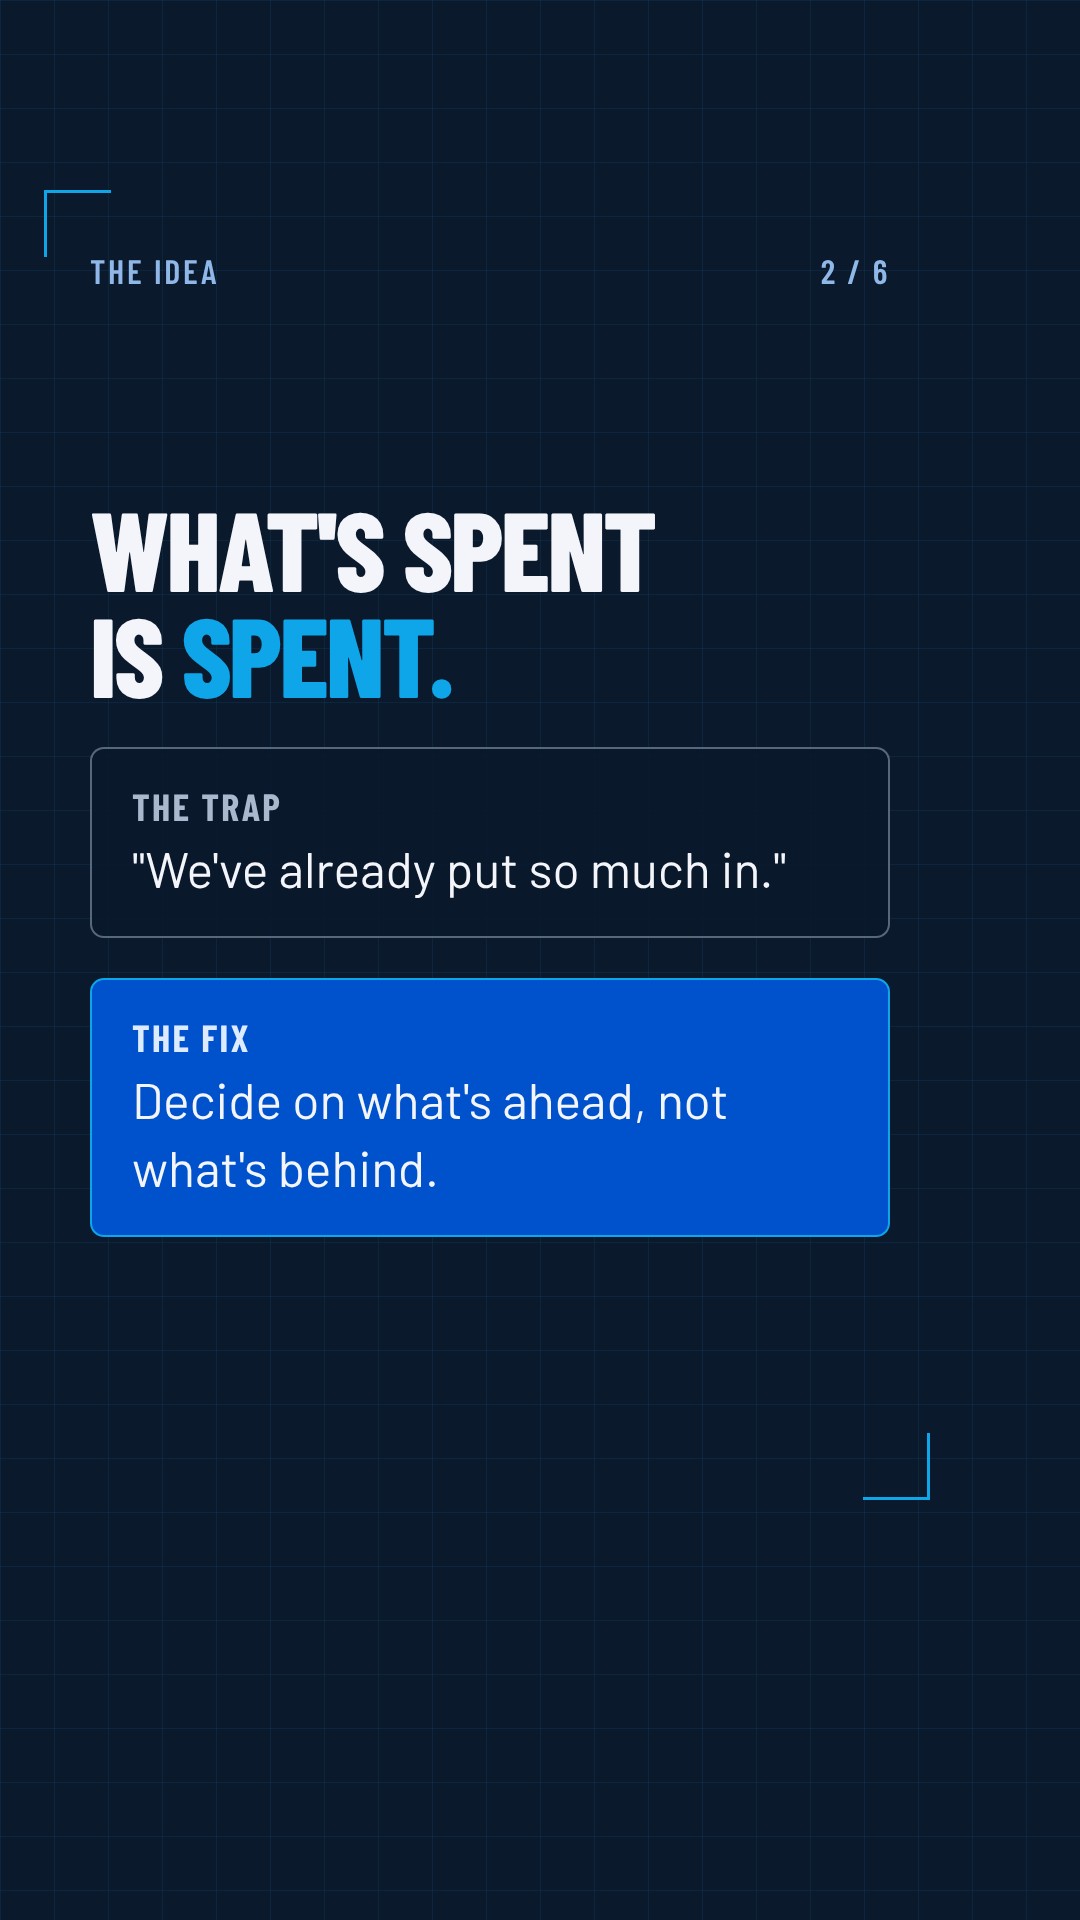 THE IDEA
2 / 6
WHAT'S SPENT
IS SPENT.
THE TRAP
"We've already put so much in."
THE FIX
Decide on what's ahead, not
what's behind.